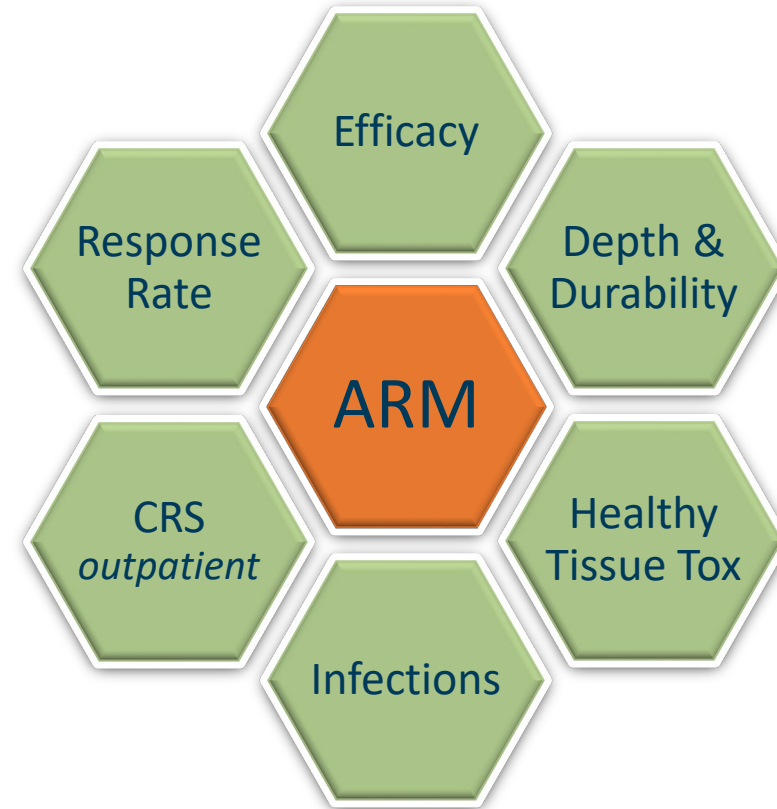 Efficacy
Response
Rate
Depth &
Durability
ARM
CRS
outpatient
Healthy
Tissue Tox
Infections